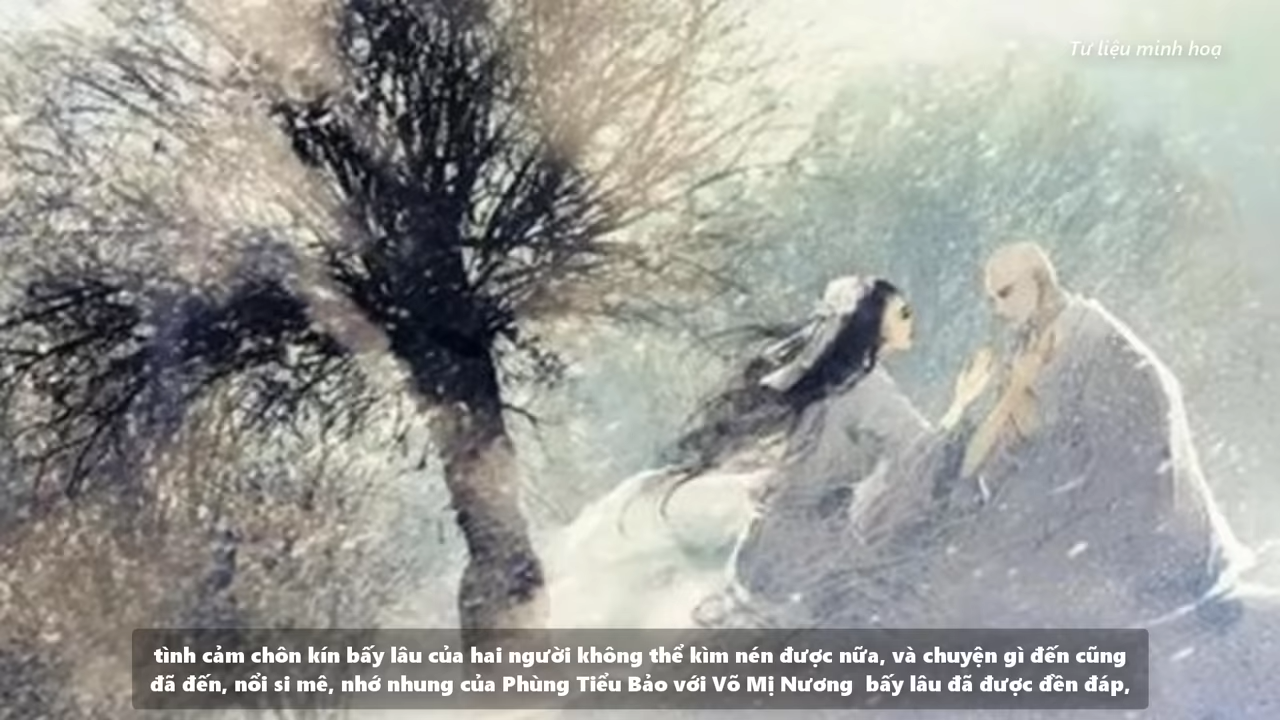 Tư liệu minh hoạ
tình cảm chôn kín bấy lâu của hai người không thể kìm nén được nữa, và chuyện gì đến cũng
đã đến, nổi si mê, nhớ nhung của Phùng Tiểu Bảo với Võ Mị Nương  bấy lâu đã được đền đáp,